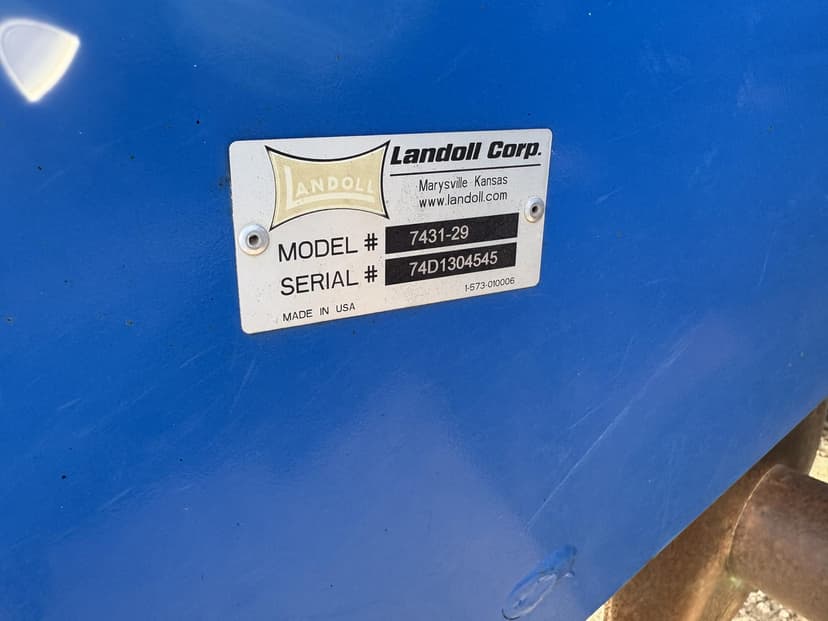 LANDOLL
Landoll Corp.
Marysville Kansas
www.landoll.com
MODEL # 7431-29
SERIAL # 74D1304545
MADE IN USA 1-573-010006